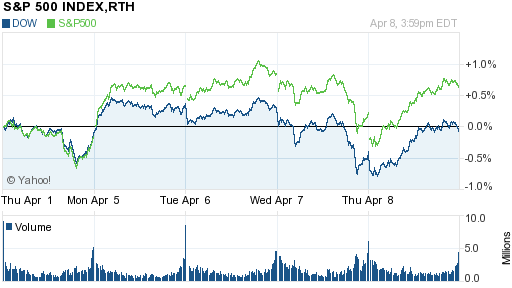 S&P 500 INDEX,RTH
DOW S&P500 Apr 8, 3:59pm EDT
+1.0%
+0.5%
0.0%
-0.5%
-1.0%
© Yahoo!
Thu Apr 1 Mon Apr 5 Tue Apr 6 Wed Apr 7 Thu Apr 8
Volume
10.0
5.0
0.0
Millions